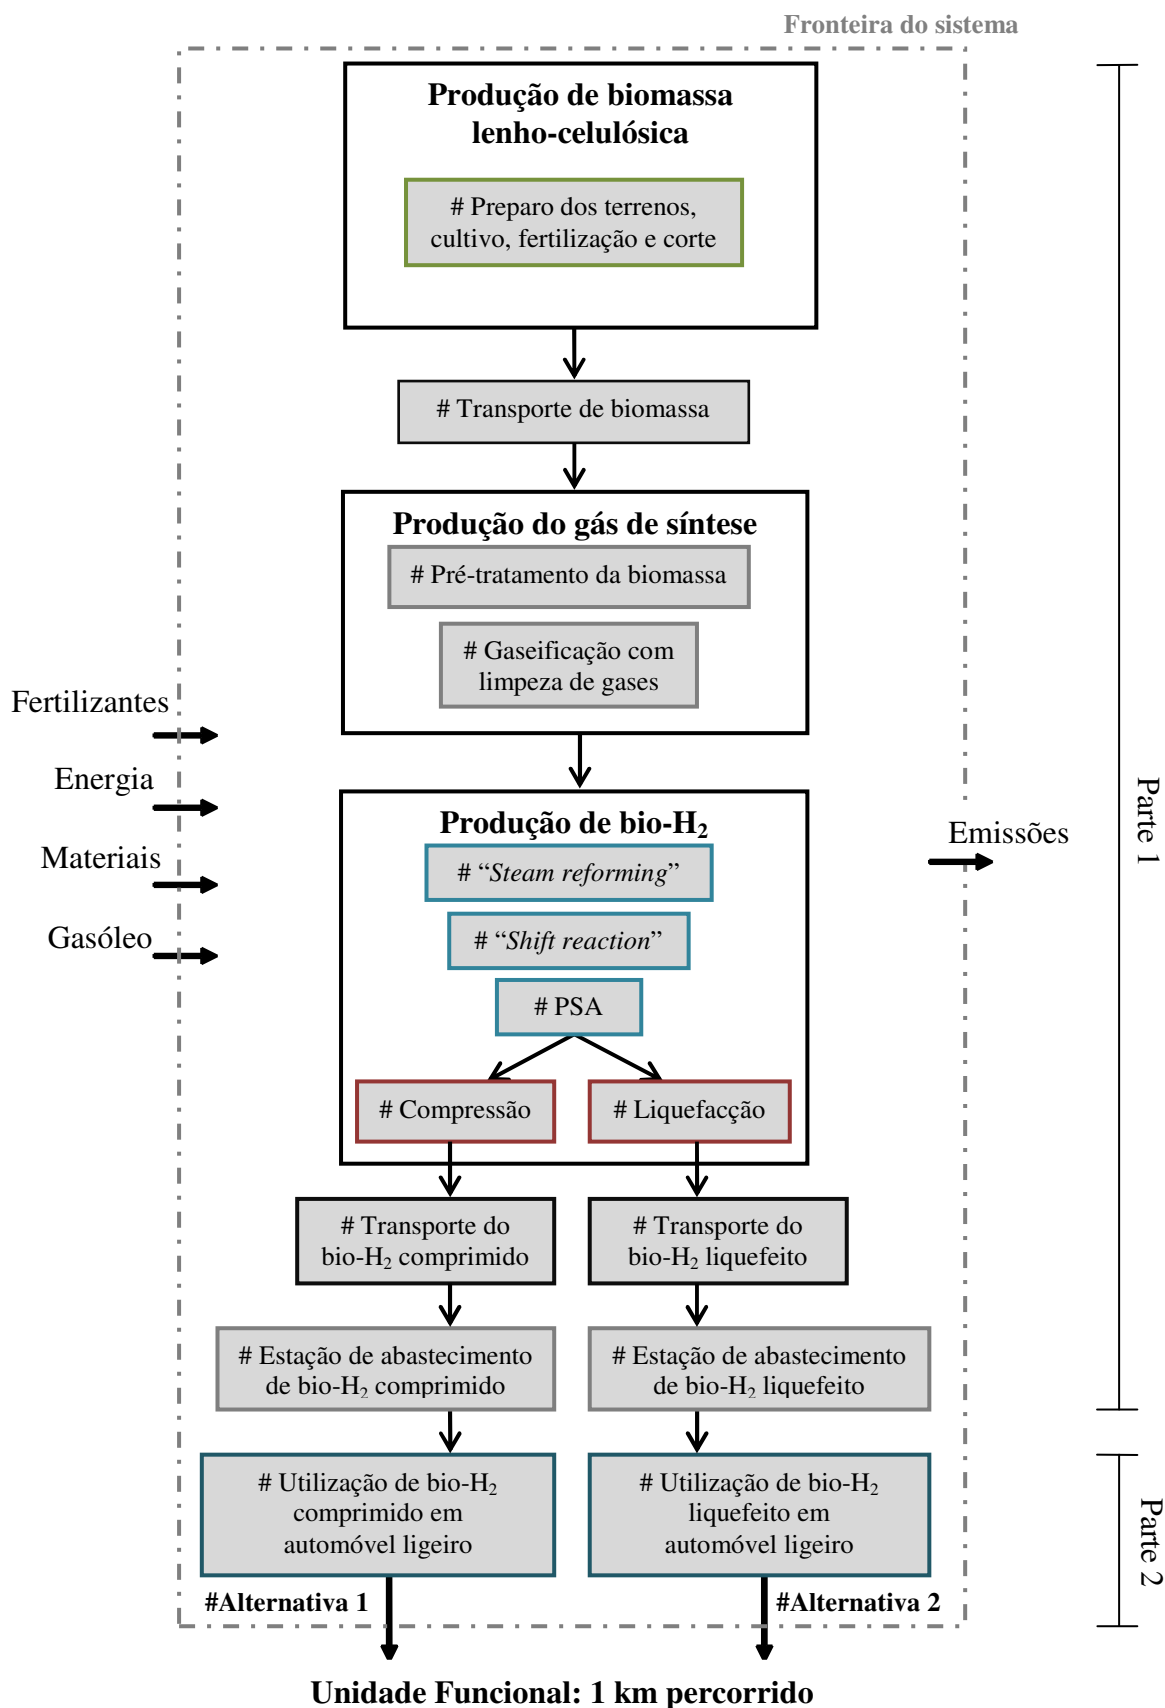 Fronteira do sistema
Produção de biomassa
lenho-celulósica
# Preparo dos terrenos,
cultivo, fertilização e corte
# Transporte de biomassa
Produção do gás de síntese
# Pré-tratamento da biomassa
# Gaseificação com
limpeza de gases
Fertilizantes
Energia
Materiais
Gasóleo
Produção de bio-H₂
# “Steam reforming”
# “Shift reaction”
# PSA
# Compressão
# Liquefacção
Emissões
Parte 1
# Transporte do
bio-H₂ comprimido
# Transporte do
bio-H₂ liquefeito
# Estação de abastecimento
de bio-H₂ comprimido
# Estação de abastecimento
de bio-H₂ liquefeito
# Utilização de bio-H₂
comprimido em
automóvel ligeiro
# Utilização de bio-H₂
liquefeito em
automóvel ligeiro
Parte 2
#Alternativa 1
#Alternativa 2
Unidade Funcional: 1 km percorrido